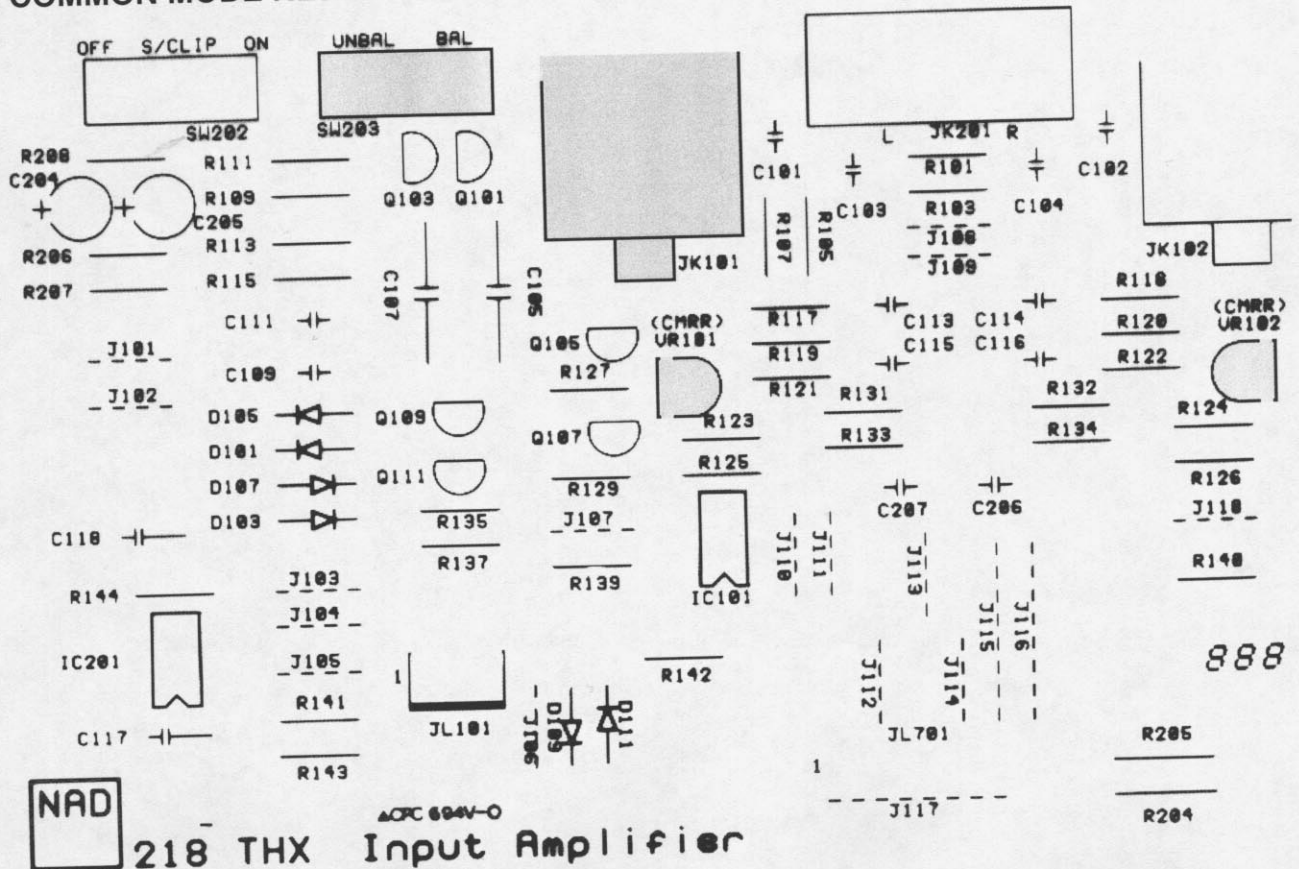 COMMON MODE
OFF S/CLIP ON
UNBAL BAL
SW202
SW203
L JK201 R
R208
R111
C204
R109
Q103
Q101
C101
R101
C102
C103
R103
C104
C205
R113
R107
R105
J108
J109
R206
R115
JK101
JK102
R207
C107
C105
R118
C111
(CMRR)
VR101
R117
C113
C114
R120
(CMRR)
VR102
J101
Q105
R119
C115
C116
R122
C109
R127
R121
J102
R131
R132
D105
Q109
R123
R124
D101
Q107
R133
R134
R125
D107
Q111
R129
R126
D103
R135
J107
C207
C206
J118
C118
R137
J110
J111
J113
R140
J103
R139
R144
IC101
J104
J115
J116
IC201
J105
1
R142
J112
J114
888
R141
JL101
J106
D109
D111
JL701
R205
C117
R143
1
J117
R204
NAD
694V-0
218 THX Input Amplifier